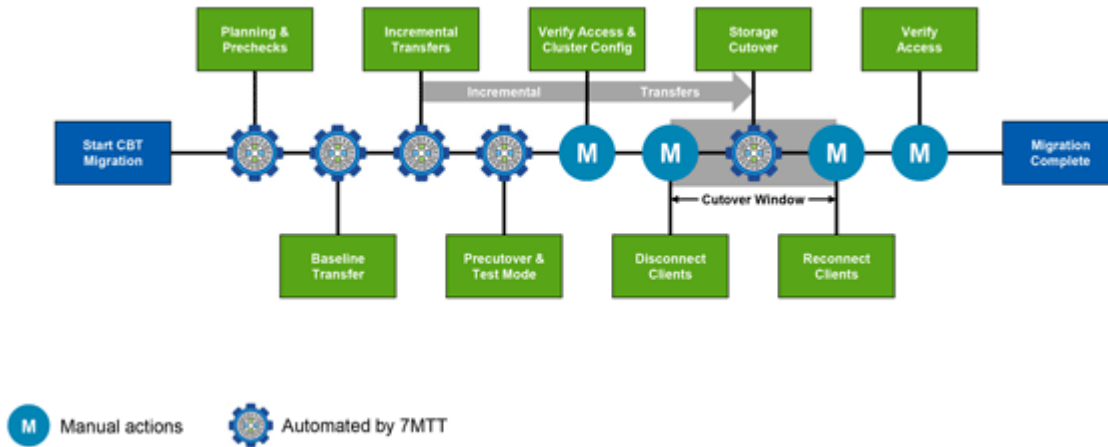 Planning &
Prechecks
Incremental
Transfers
Verify Access &
Cluster Config
Storage
Cutover
Verify
Access
Incremental
Transfers
Start CBT
Migration
M
M
M
M
Migration
Complete
Cutover Window
Baseline
Transfer
Precutover &
Test Mode
Disconnect
Clients
Reconnect
Clients
M
Manual actions
Automated by 7MTT